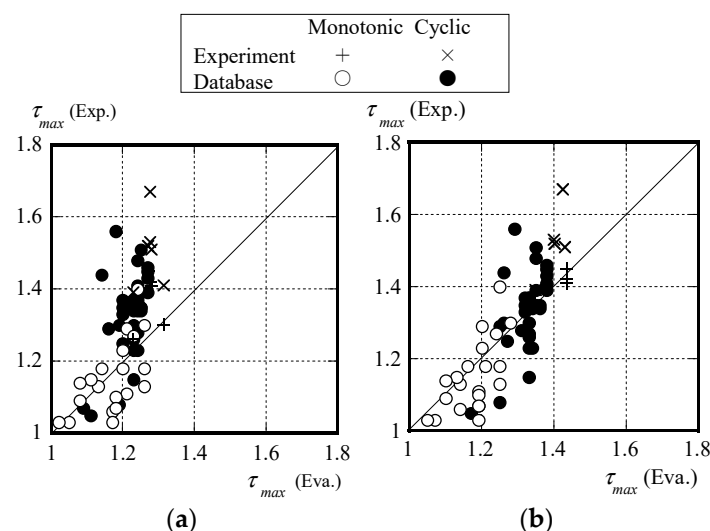 Monotonic Cyclic
Experiment + ×
Database ○ ●
τmax (Exp.)
1.8
1.6
1.4
1.2
1
1 1.2 1.4 1.6 1.8
τmax (Eva.)
(a)
τmax (Exp.)
1.8
1.6
1.4
1.2
1
1 1.2 1.4 1.6 1.8
τmax (Eva.)
(b)